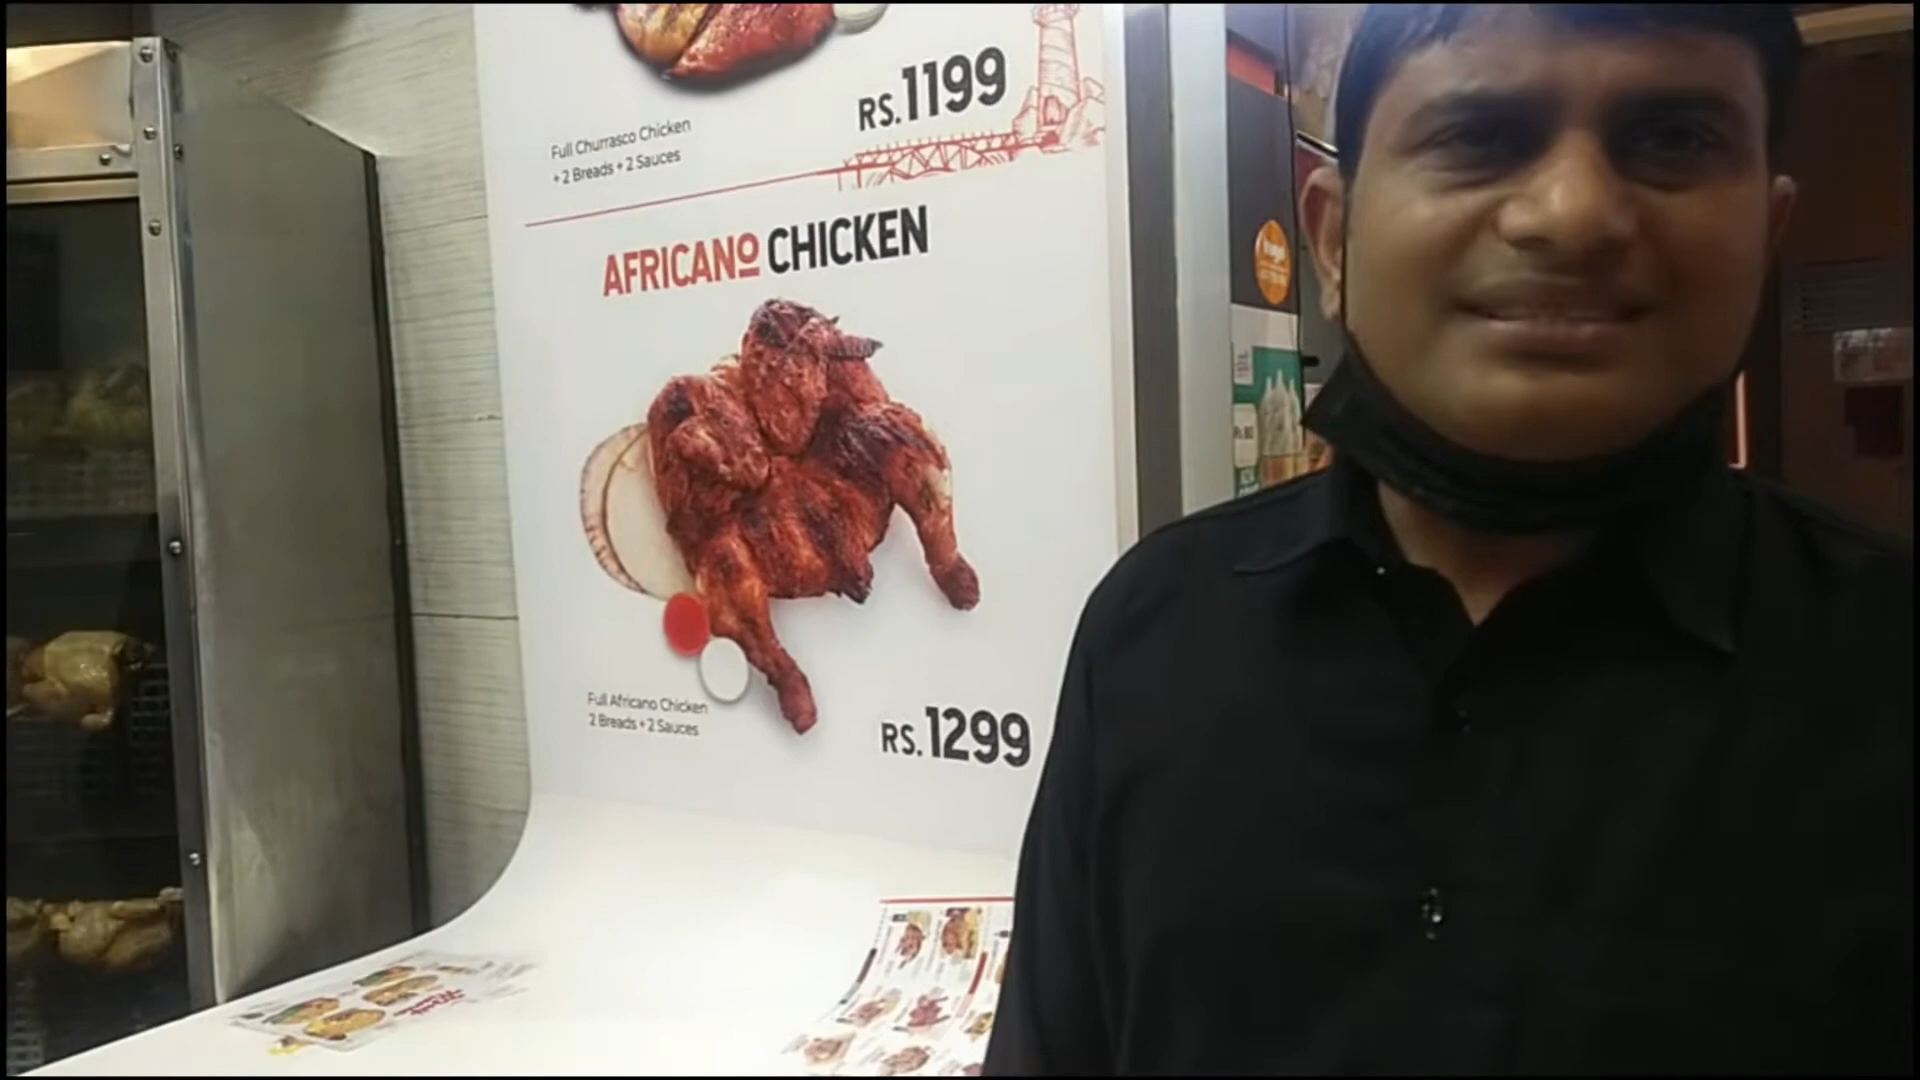 RS.1199
Full Churrasco Chicken
+ 2 Breads + 2 Sauces
AFRICANO CHICKEN
Full Africano Chicken
2 Breads + 2 Sauces
RS.1299